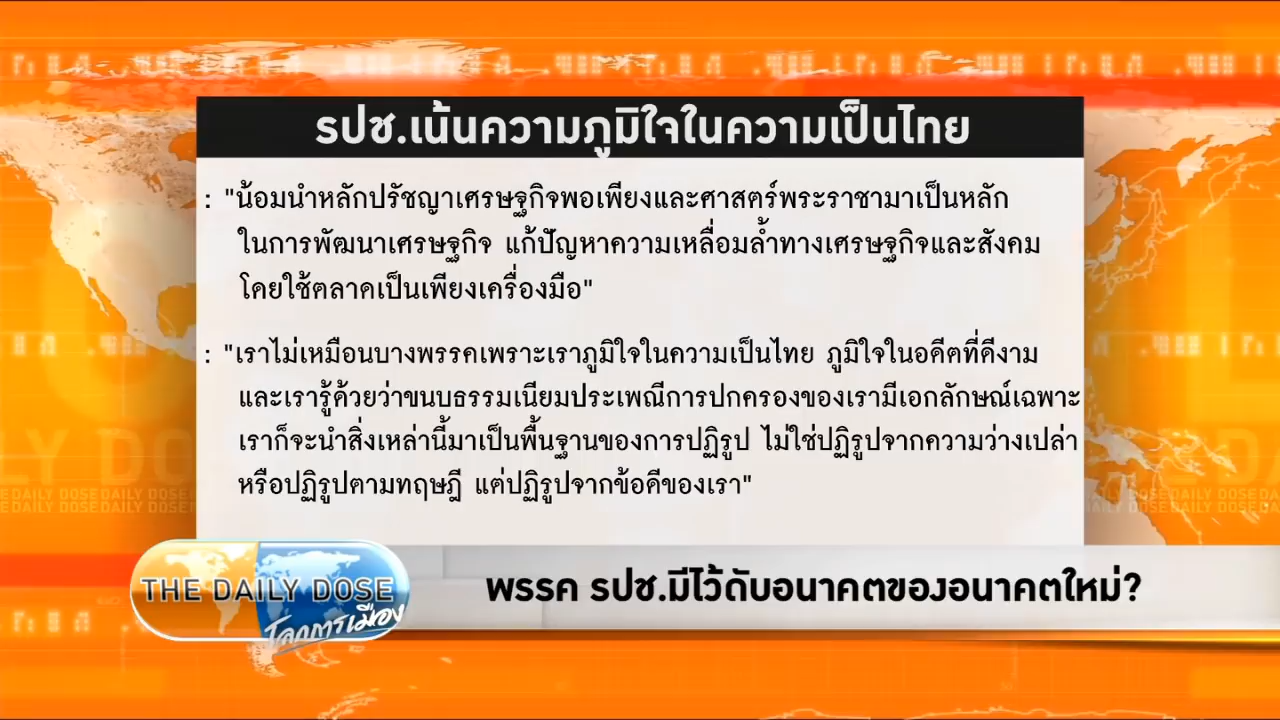 รปช.เน้นความภูมิใจในความเป็นไทย
: "น้อมนำหลักปรัชญาเศรษฐกิจพอเพียงและศาสตร์พระราชามาเป็นหลัก
ในการพัฒนาเศรษฐกิจ แก้ปัญหาความเหลื่อมล้ำทางเศรษฐกิจและสังคม
โดยใช้ตลาดเป็นเพียงเครื่องมือ"
: "เราไม่เหมือนบางพรรคเพราะเราภูมิใจในความเป็นไทย ภูมิใจในอดีตที่ดีงาม
และเรารู้ด้วยว่าขนบธรรมเนียมประเพณีการปกครองของเรามีเอกลักษณ์เฉพาะ
เราก็จะนำสิ่งเหล่านี้มาเป็นพื้นฐานของการปฏิรูป ไม่ใช่ปฏิรูปจากความว่างเปล่า
หรือปฏิรูปตามทฤษฎี แต่ปฏิรูปจากข้อดีของเรา"
THE DAILY DOSE
โลกการเมือง
พรรค รปช.มีไว้ดับอนาคตของอนาคตใหม่?